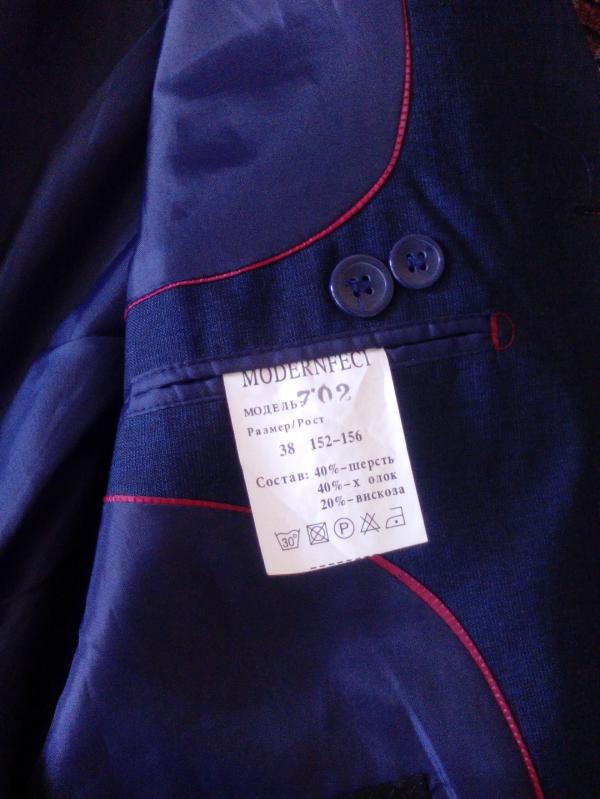 MODERNFECT
МОДЕЛЬ: 702
Размер/Рост
38 152-156
Состав: 40%-шерсть
40%-х олок
20%-вискоза
30° P